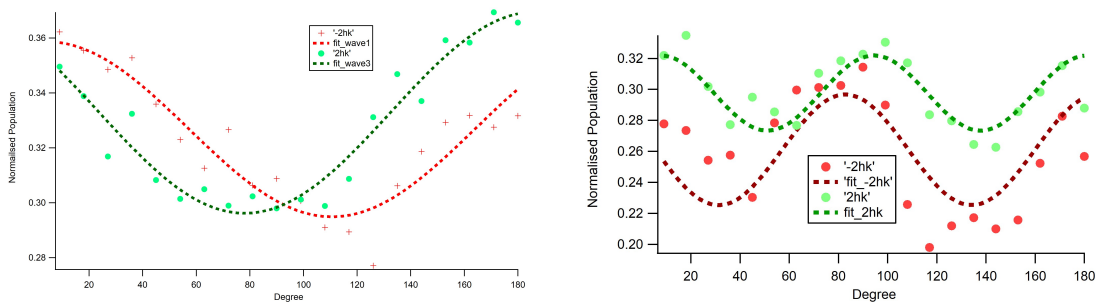 0.36
0.34
0.32
0.30
0.28
Normalised Population
20
40
60
80
100
120
140
160
180
Degree
'-2hk'
fit_wave1
'2hk'
fit_wave3
0.32
0.30
0.28
0.26
0.24
0.22
0.20
Normalised Population
20
40
60
80
100
120
140
160
180
Degree
'-2hk'
'fit_-2hk'
'2hk'
fit_2hk